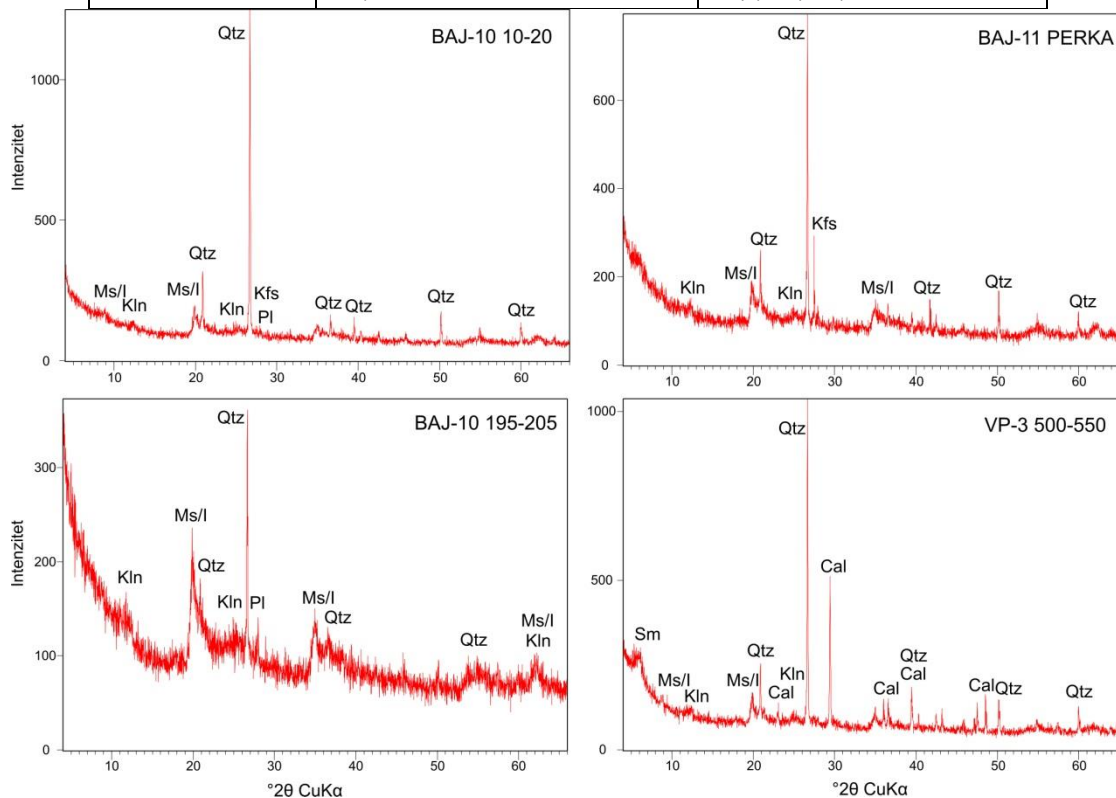 BAJ-10 10-20
Intenzitet
1000
500
0
Qtz
Ms/I
Kln
Ms/I
Qtz
Kln
Kfs
Pl
Qtz
Qtz
Qtz
Qtz
10 20 30 40 50 60
BAJ-11 PERKA
600
400
200
0
Qtz
Kln
Ms/I
Qtz
Kln
Kfs
Ms/I
Qtz
Qtz
Qtz
10 20 30 40 50 60
BAJ-10 195-205
Intenzitet
300
200
100
0
Qtz
Kln
Ms/I
Qtz
Kln
Pl
Ms/I
Qtz
Qtz
Ms/I
Kln
10 20 30 40 50 60
°2θ CuKα
VP-3 500-550
1000
500
0
Qtz
Sm
Ms/I
Kln
Ms/I
Qtz
Cal
Kln
Cal
Cal
Qtz
Cal
Cal
Qtz
Qtz
10 20 30 40 50 60
°2θ CuKα